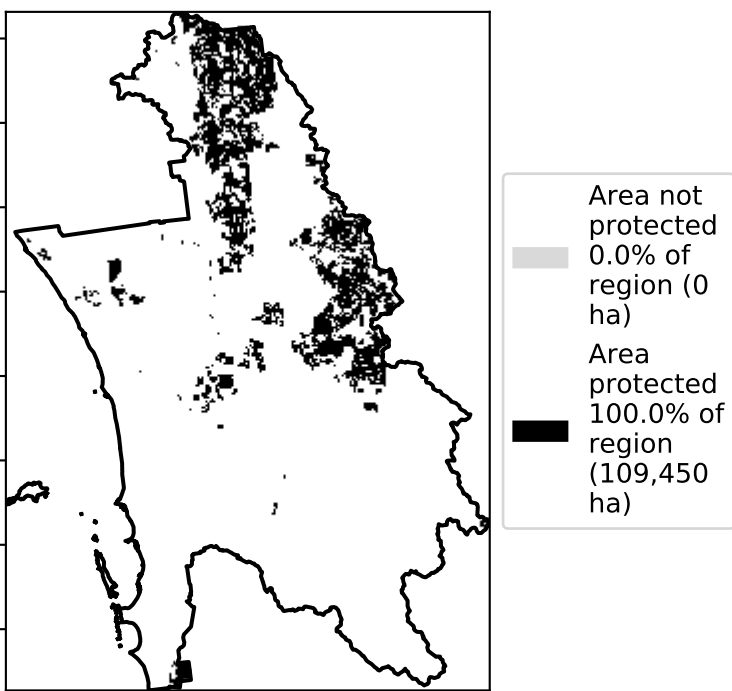 Area not
protected
0.0% of
region (0
ha)
Area
protected
100.0% of
region
(109,450
ha)